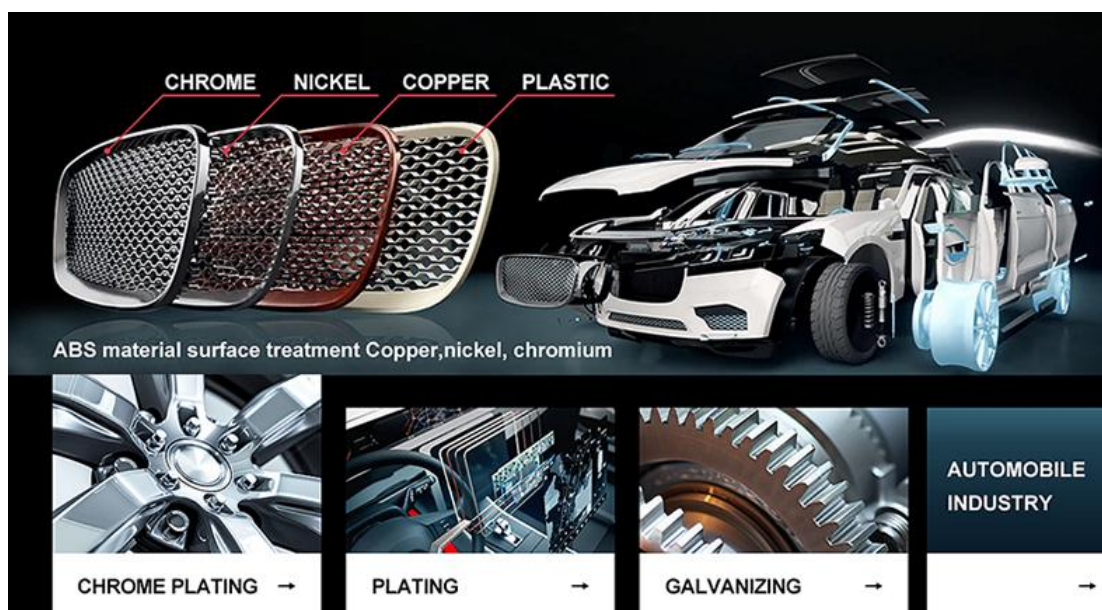 CHROME
NICKEL
COPPER
PLASTIC
ABS material surface treatment Copper,nickel, chromium
AUTOMOBILE
INDUSTRY
CHROME PLATING →
PLATING →
GALVANIZING →
→